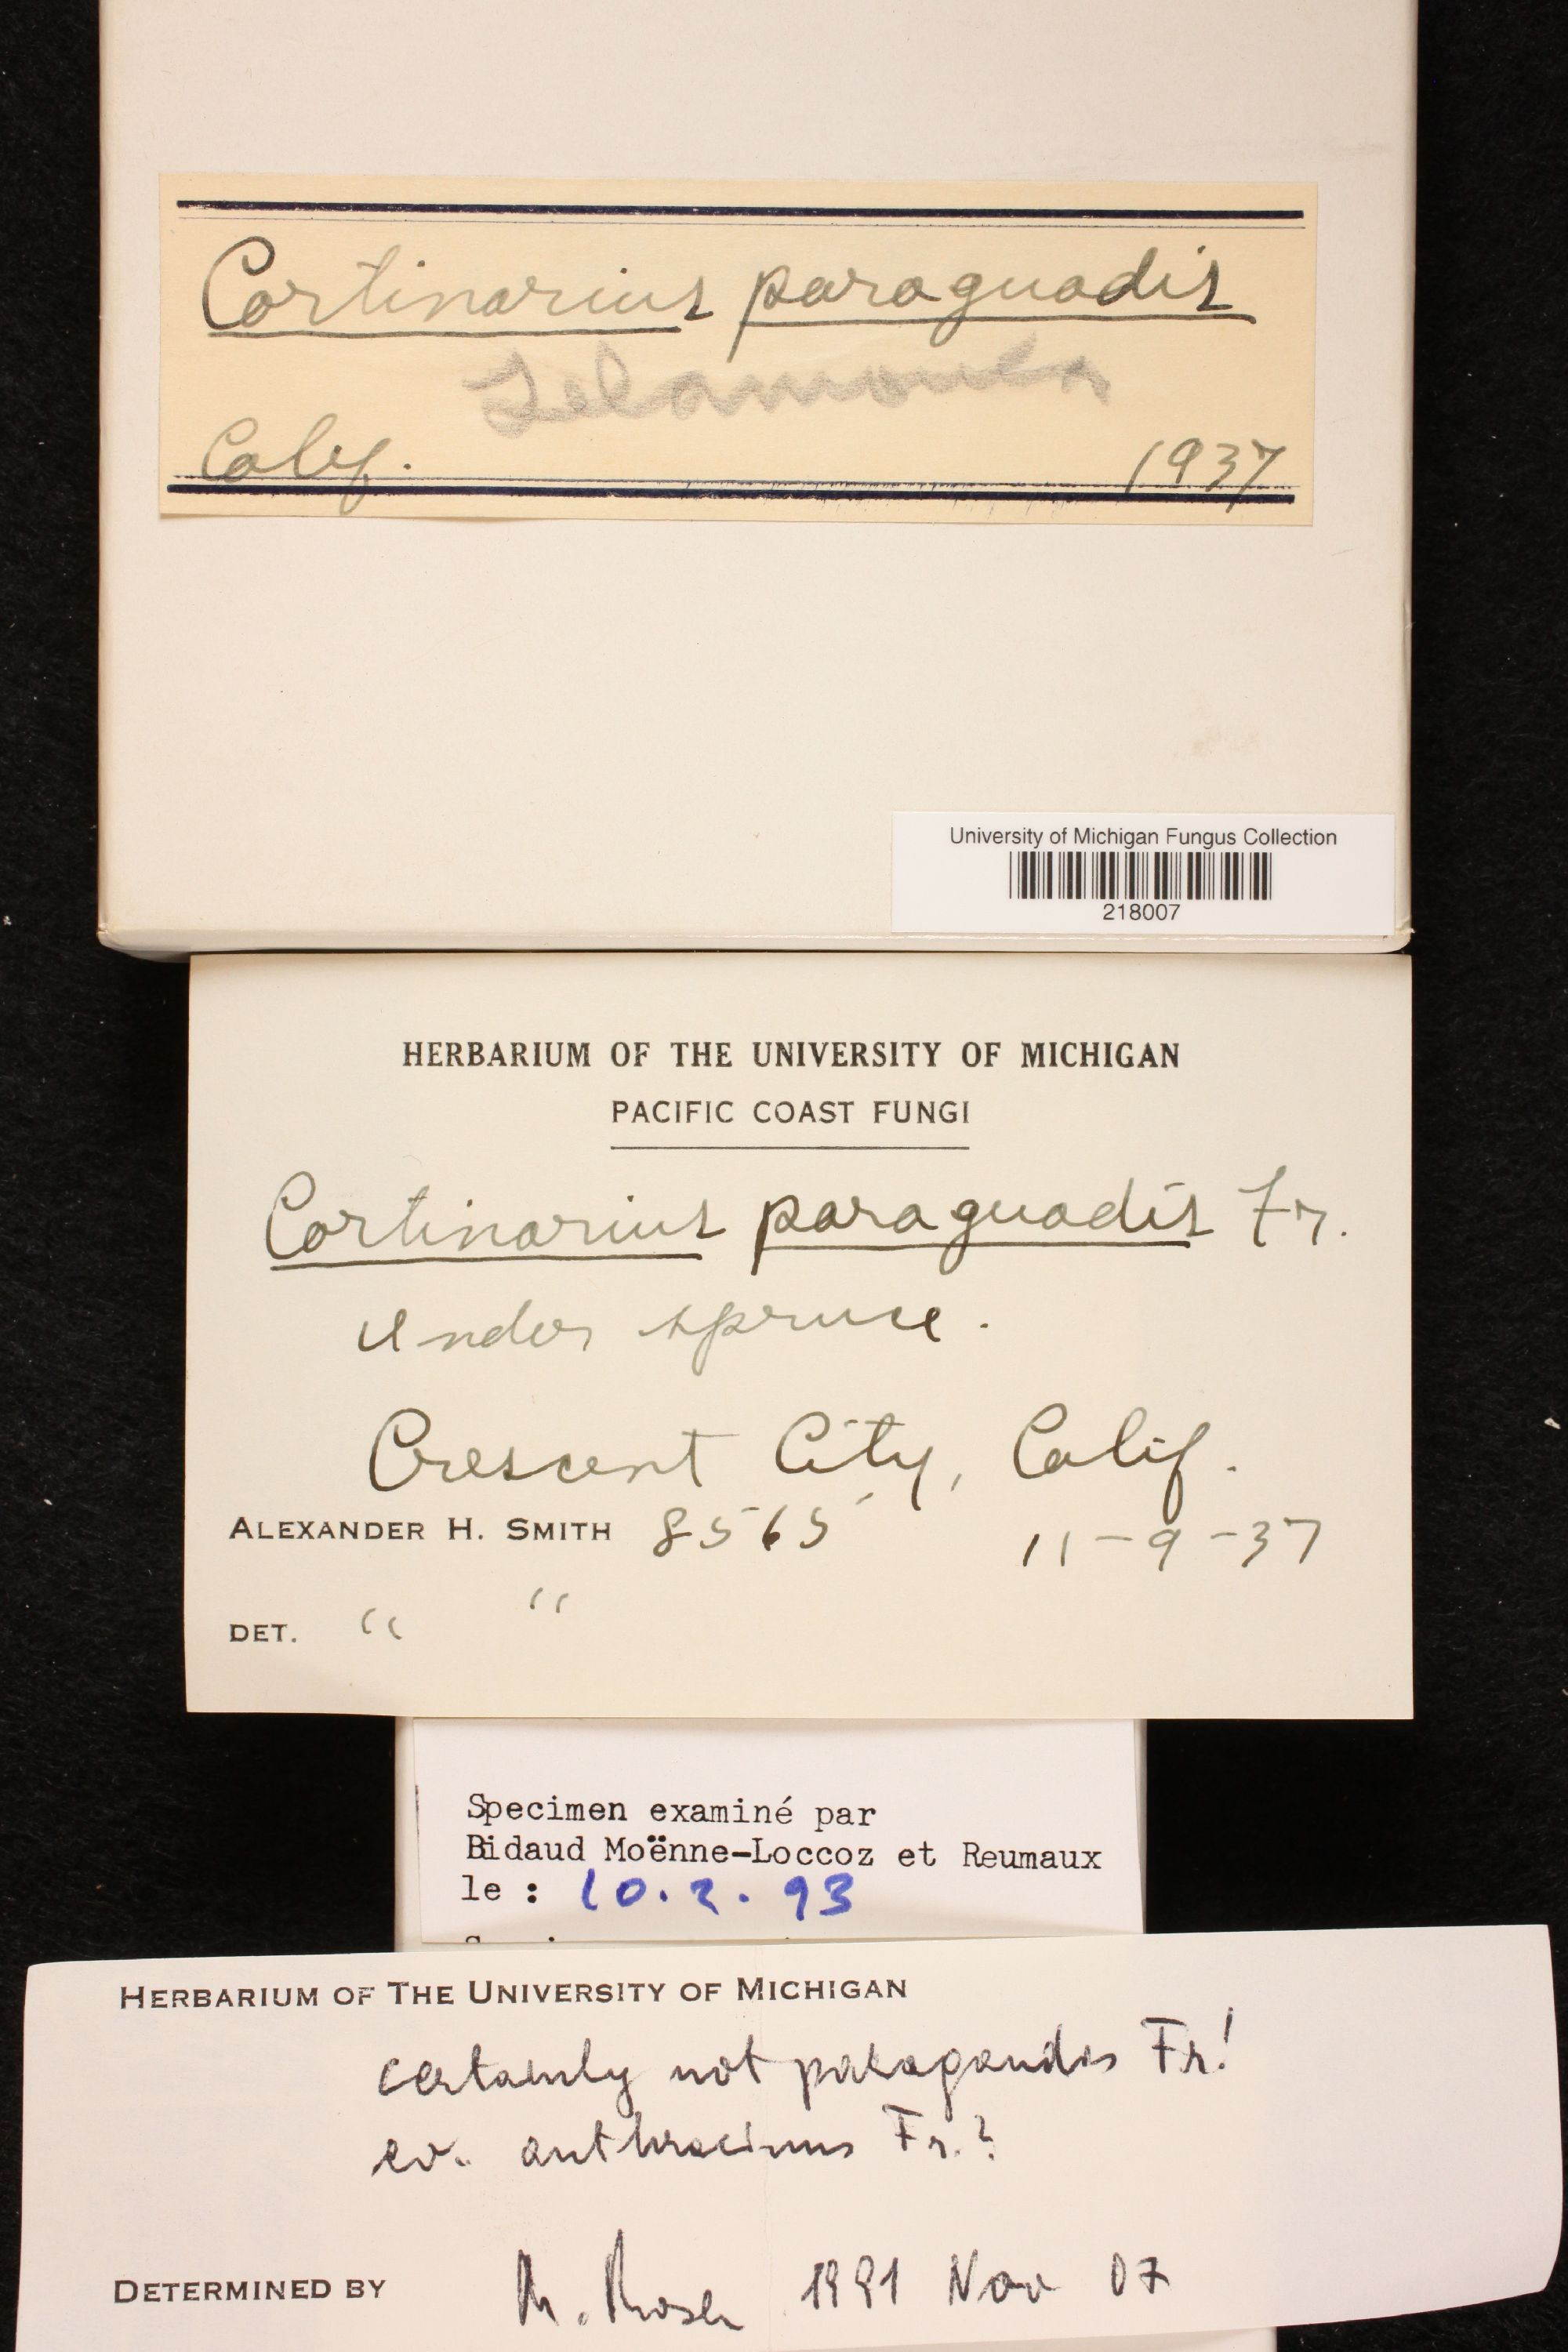 Cortinarius paraguadis
Telamonia
Calif. 1937
University of Michigan Fungus Collection
218007
HERBARIUM OF THE UNIVERSITY OF MICHIGAN
PACIFIC COAST FUNGI
Cortinarius paraguadis Fr.
Under spruce.
Crescent City, Calif.
ALEXANDER H. SMITH 8565 11-9-37
DET. " "
Specimen examiné par
Bidaud Moënne-Loccoz et Reumaux
le : 10.2.93
HERBARIUM OF THE UNIVERSITY OF MICHIGAN
certainly not paragaudis Fr!
ev. anthracinus Fr.?
DETERMINED BY M. Moser 1991 Nov 07